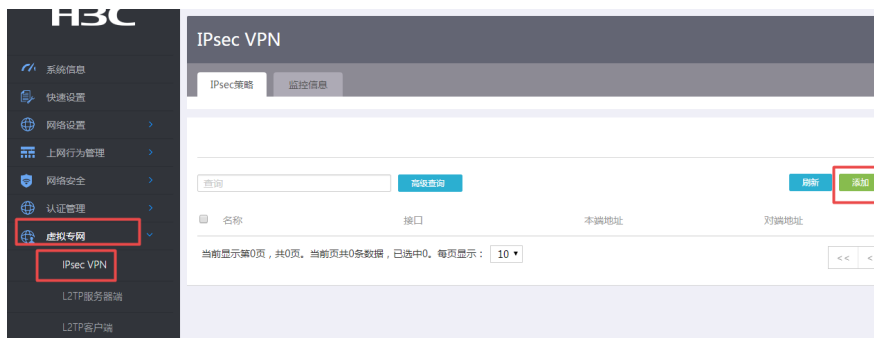 H3C
IPsec VPN
系统信息
IPsec策略
监控信息
快速设置
网络设置
上网行为管理
网络安全
查询
高级查询
刷新
添加
认证管理
名称
接口
本端地址
对端地址
虚拟专网
当前显示第0页，共0页。当前页共0条数据，已选中0。每页显示： 10
<< <
IPsec VPN
L2TP服务器端
L2TP客户端